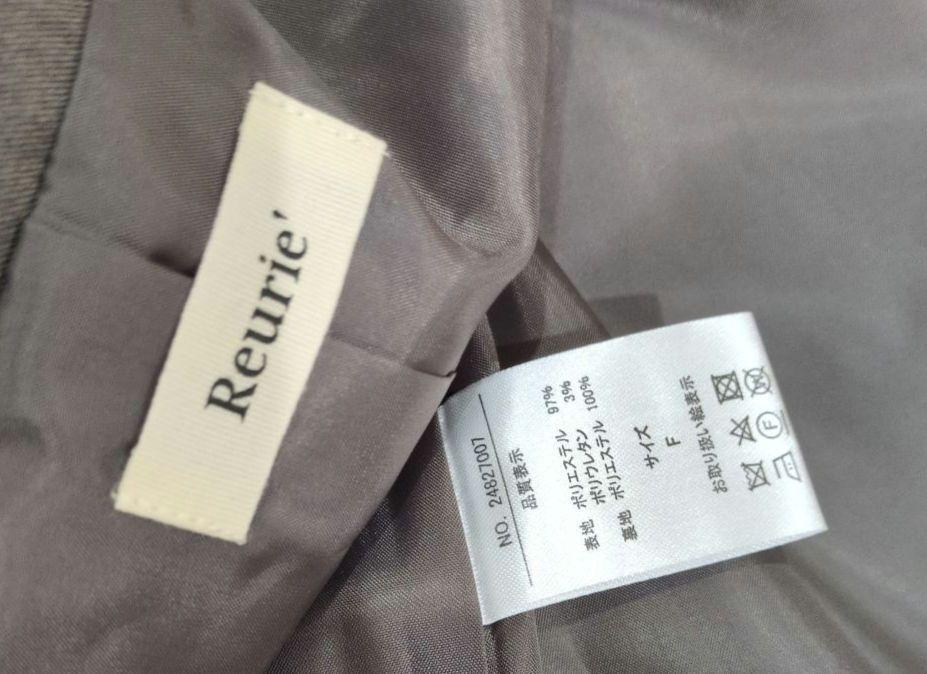 Reurie'
NO. 24827007
品質表示
表地 ポリエステル 97%
ポリウレタン 3%
裏地 ポリエステル 100%
サイズ
F
お取り扱い絵表示
F